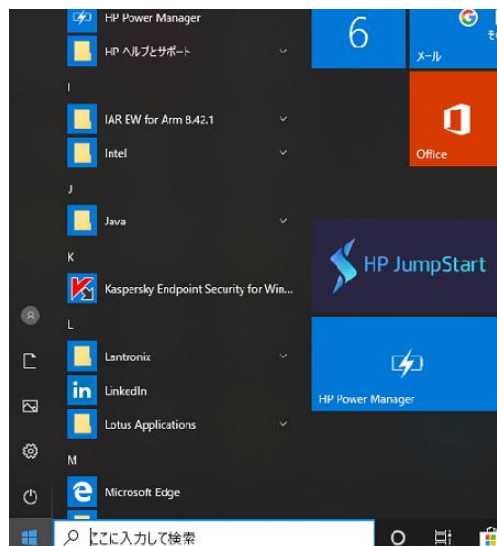 HP Power Manager
HP ヘルプとサポート
I
IAR EW for Arm 8.42.1
Intel
J
Java
K
Kaspersky Endpoint Security for Win...
L
Lantronix
LinkedIn
Lotus Applications
M
Microsoft Edge
6
メール
Office
HP JumpStart
HP Power Manager
ここに入力して検索